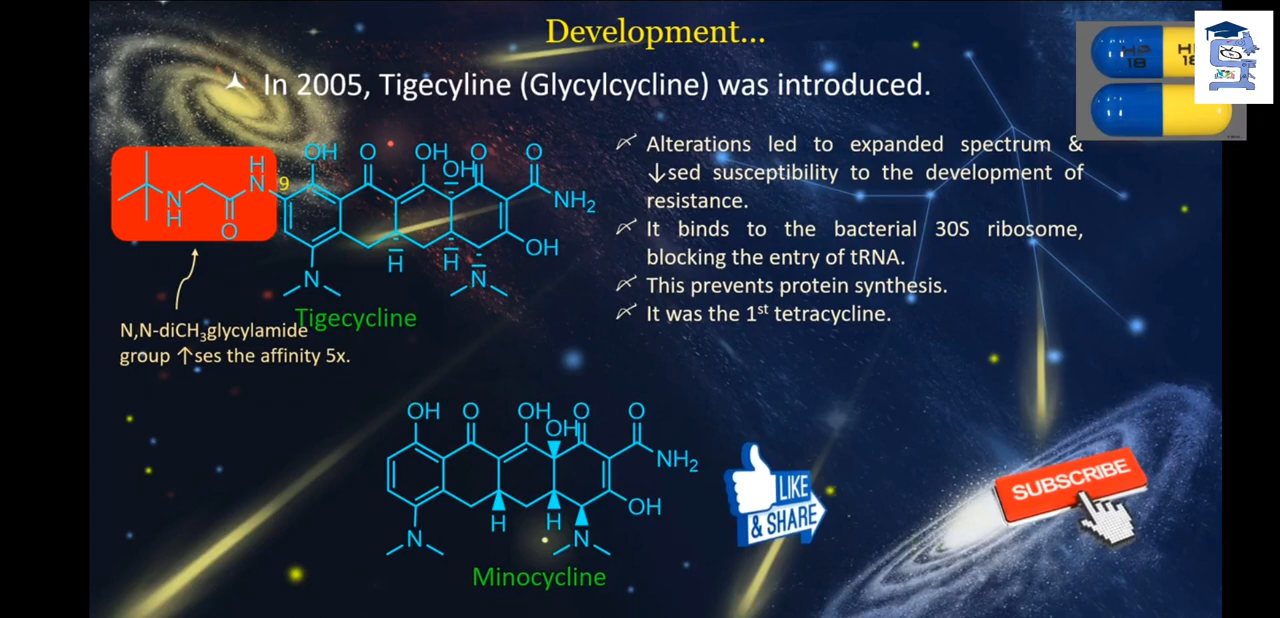 Development...
In 2005, Tigecyline (Glycylcycline) was introduced.
HP
18
H
18
Alterations led to expanded spectrum &
↓sed susceptibility to the development of
resistance.
It binds to the bacterial 30S ribosome,
blocking the entry of tRNA.
This prevents protein synthesis.
It was the 1st tetracycline.
H
N
9
OH
O
OH
OH
O
O
NH2
N
H
O
OH
H
H
N
N
Tigecycline
N,N-diCH3glycylamide
group ↑ses the affinity 5x.
OH
O
OH
OH
O
O
NH2
OH
H
H
N
N
Minocycline
LIKE
& SHARE
SUBSCRIBE